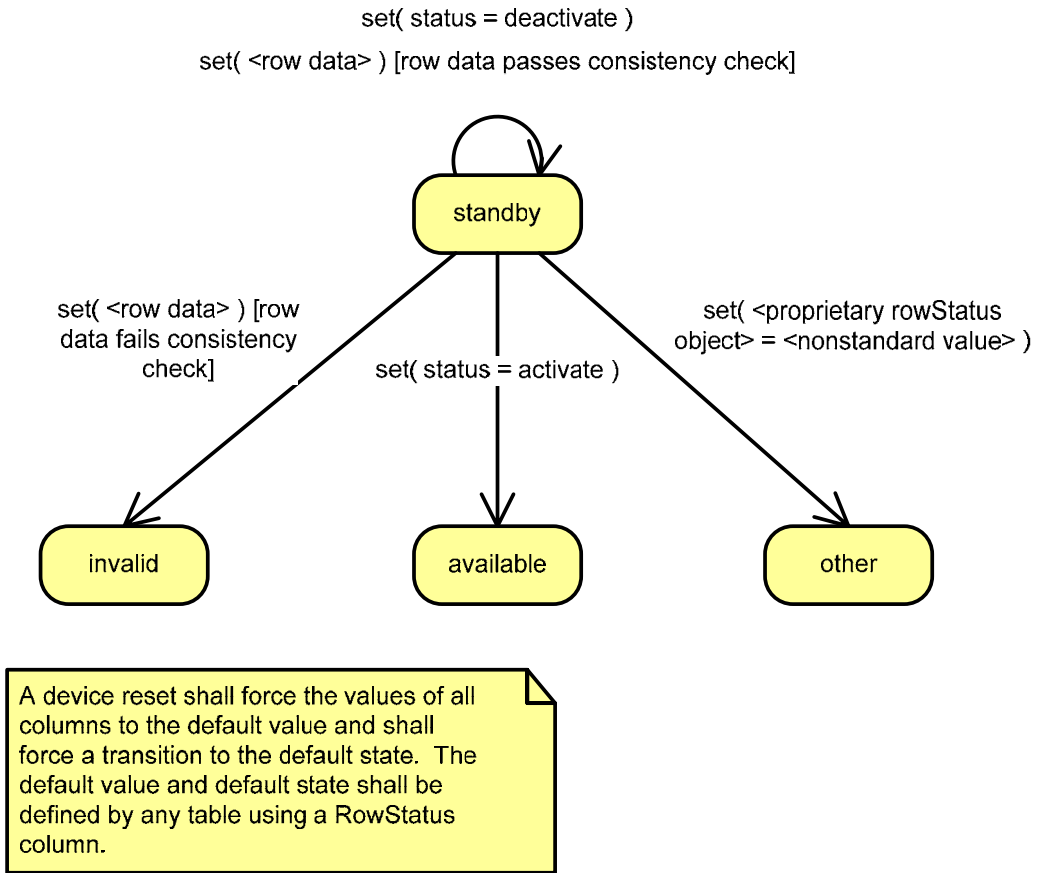 set( status = deactivate )
set( <row data> ) [row data passes consistency check]
standby
set( <row data> ) [row
data fails consistency
check]
set( status = activate )
set( <proprietary rowStatus
object> = <nonstandard value> )
invalid
available
other
A device reset shall force the values of all
columns to the default value and shall
force a transition to the default state.  The
default value and default state shall be
defined by any table using a RowStatus
column.